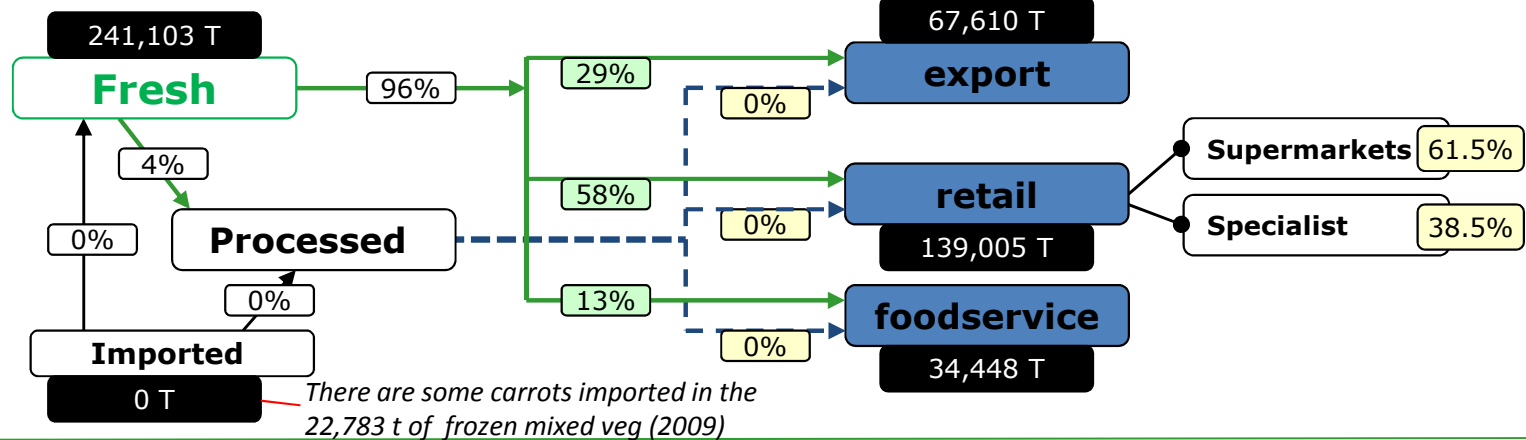 241,103 T
Fresh
96%
4%
0%
Processed
0%
Imported
0 T
There are some carrots imported in the
22,783 t of frozen mixed veg (2009)
29%
0%
58%
0%
13%
0%
67,610 T
export
retail
139,005 T
foodservice
34,448 T
Supermarkets 61.5%
Specialist 38.5%